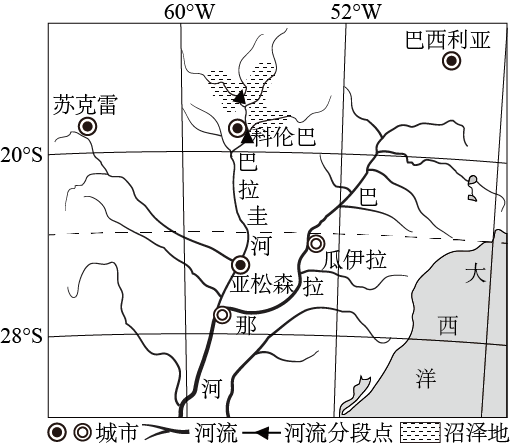 60°W 52°W
巴西利亚
苏克雷
科伦巴
20°S
巴
拉
圭
河
巴
瓜伊拉
亚松森
拉
大
那
西
28°S
洋
河
城市 河流 河流分段点 沼泽地